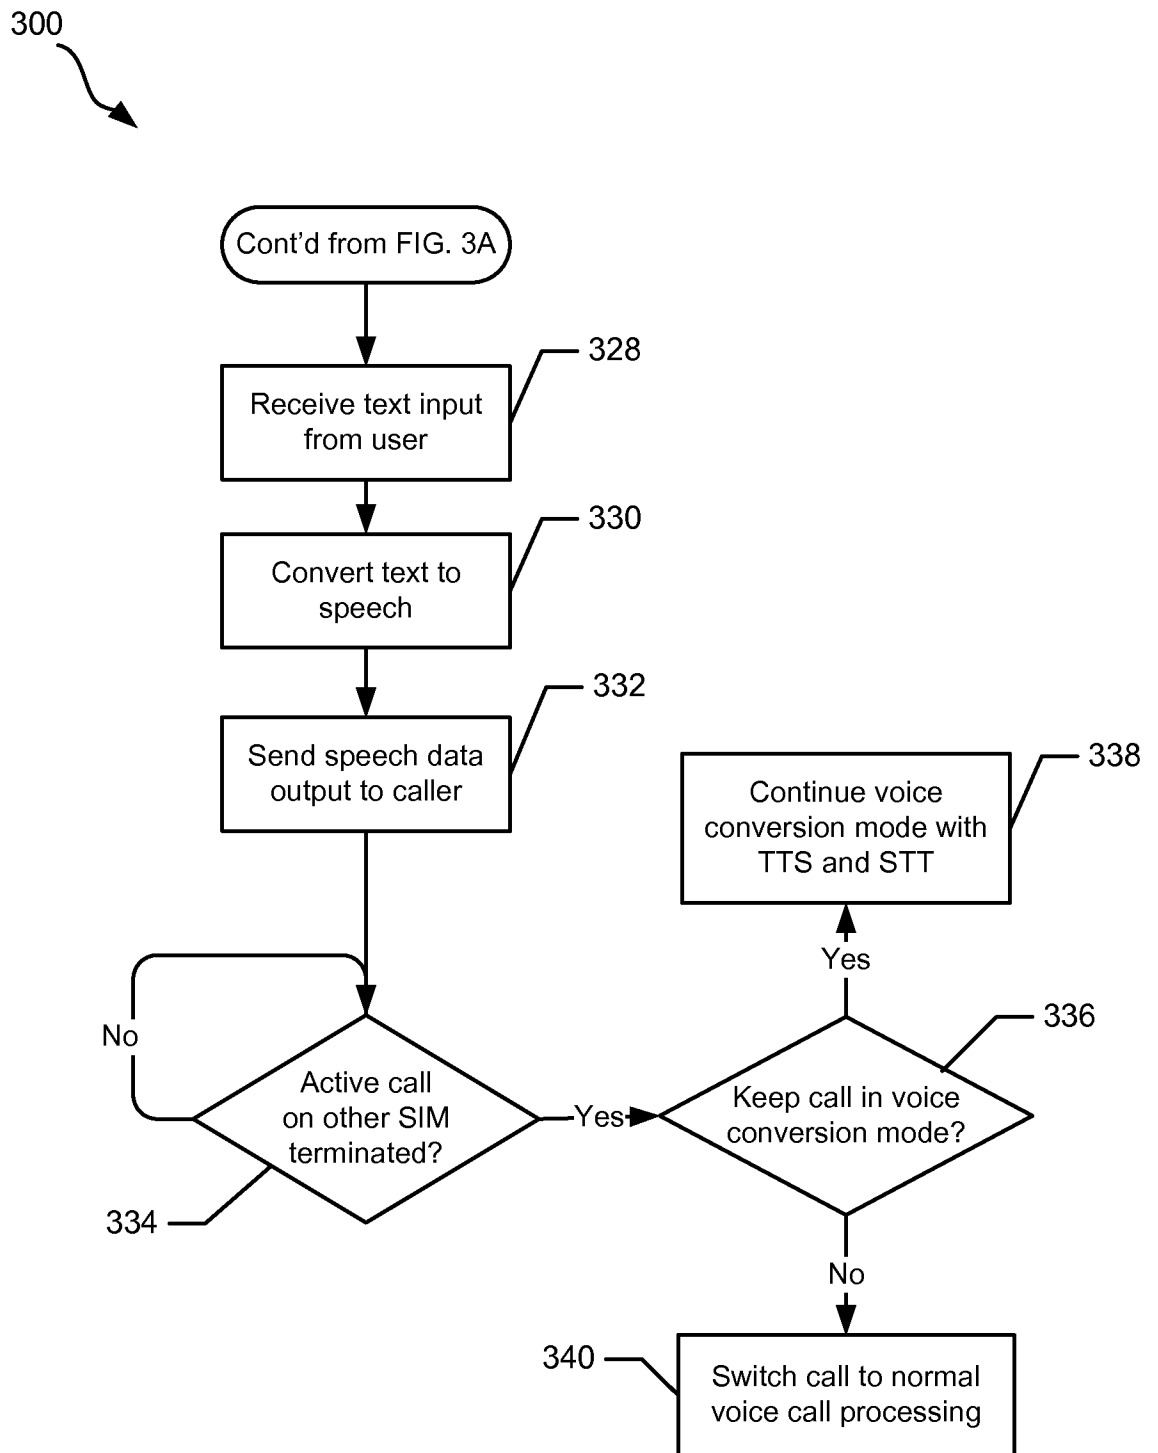 300
Cont’d from FIG. 3A
328
Receive text input
from user
330
Convert text to
speech
332
Send speech data
output to caller
338
Continue voice
conversion mode with
TTS and STT
Yes
336
No
Active call
on other SIM
terminated?
Yes
Keep call in voice
conversion mode?
334
No
340
Switch call to normal
voice call processing